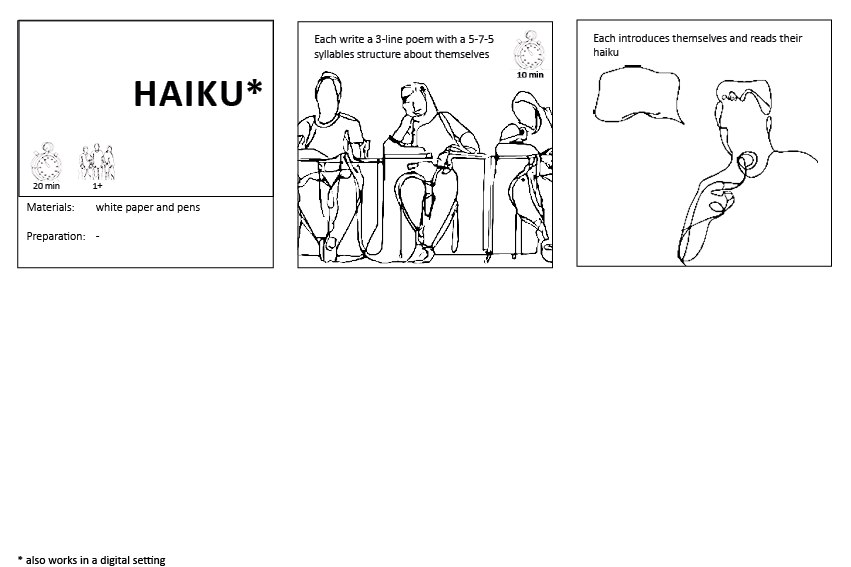 HAIKU*
20 min
1+
Materials: white paper and pens
Preparation: -
Each write a 3-line poem with a 5-7-5
syllables structure about themselves
10 min
Each introduces themselves and reads their
haiku
* also works in a digital setting